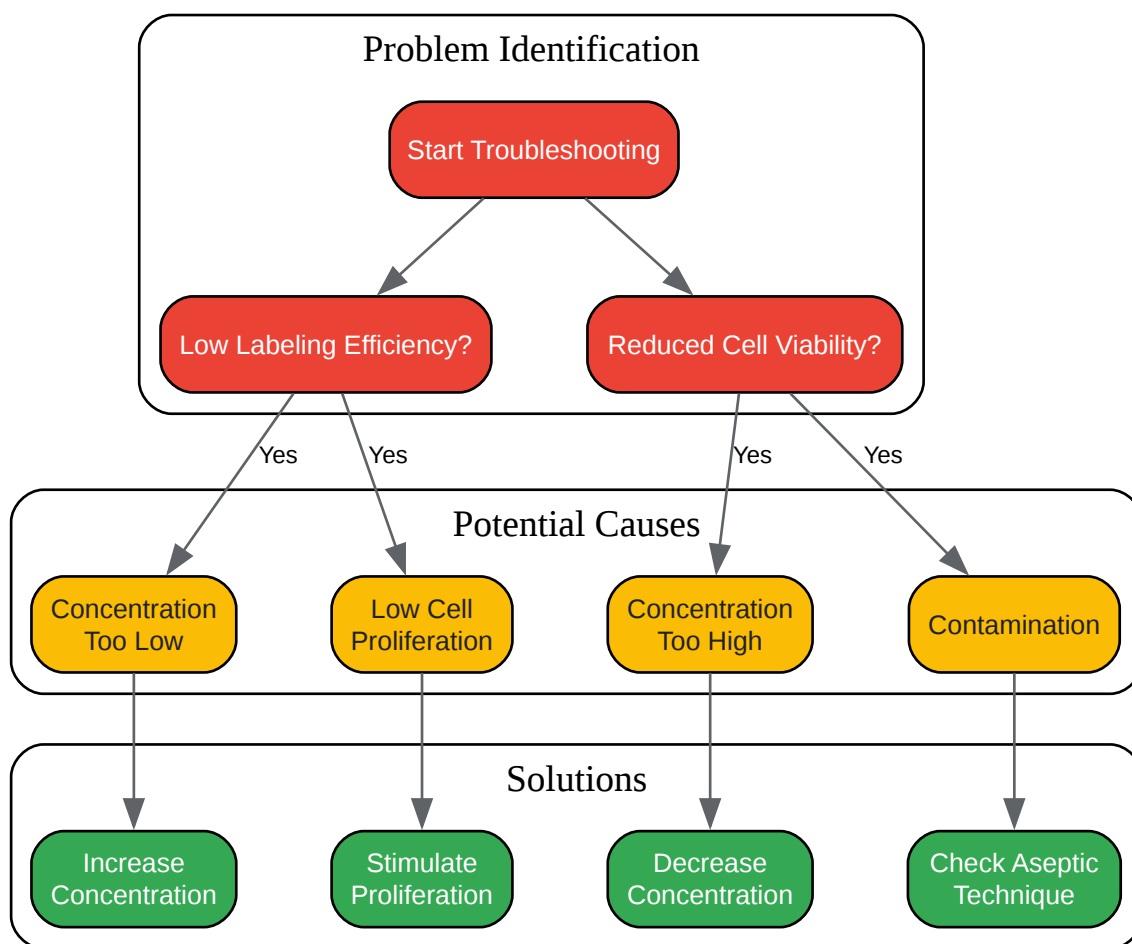 Problem Identification
Start Troubleshooting
Low Labeling Efficiency?
Reduced Cell Viability?
Yes
Yes
Yes
Yes
Potential Causes
Concentration
Too Low
Low Cell
Proliferation
Concentration
Too High
Contamination
Solutions
Increase
Concentration
Stimulate
Proliferation
Decrease
Concentration
Check Aseptic
Technique